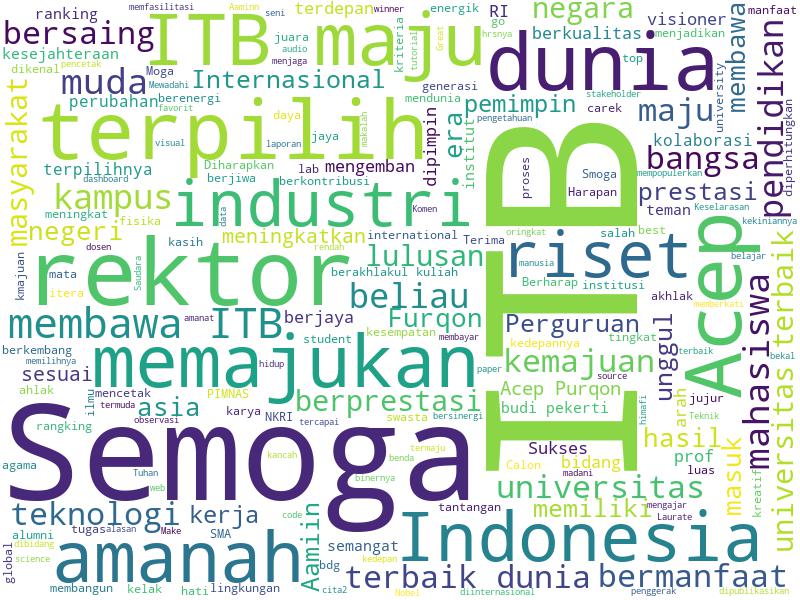 ranking
memfasilitasi
seni
Aaminn
terdepan
winner
energik
RI
negara
manfaat
bersaing
ITB maju
juara
kriteria
Great
go
hrsnya
visioner
kesejahteraan
audio
tutorial
berkualitas
menjadikan
dikenal
pencetak
menjaga
dunia
top
membawa
muda
Moga
Mewadahi
Internasional
generasi
stakeholder
university
pendidikan
perubahan
berenergi
mendunia
pemimpin
carek
maju
masyarakat
favorit
daya
makalah
pengetahuan
diperhitungkan
terpilih
dipimpin
era
institut
kolaborasi
visual
laporan
jaya
proses
bangsa
terpilihnya
Diharapkan
lab
mengemban
Smoga
mempopulerkan
dashboard
berjiwa
berkontribusi
Harapan
prestasi
kampus
industri
ITB
teman
Keselarasan
meningkat
fisika
data
Komen
kekiniannya
negeri
meningkatkan
international
Terima
oringkat
salah
best
dosen
kasih
rendah
lulusan
riset
manusia
belajar
kmajuan
mata
Saudara
rektor
berakhlakul
kuliah
Berharap
institusi
Acep
itera
beliau
akhlak
memberkati
amanat
kesempatan
Furqon
Perguruan
membawa
ITB
berjaya
student
membayar
kedepannya
tingkat
unggul
terbaik
mahasiswa
universitas terbaik
berkembang
memilihnya
hidup
paper
kemajuan
bekal
sesuai
memajukan
source
ahlak
termuda
mencetak
PIMNAS
Acep Purqon
himafi
arah
jujur
ilmu
asia
karya
NKRI
berprestasi
budi pekerti
Teknik
rangking
observasi
tercapai
swasta
bersinergi
hasil
Semoga
termaju
Sukses
prof
agama
kancah
benda
Calon
bidang
masuk
luas
Tuhan
madani
web
binernya
universitas
kreatif
teknologi
kerja
code
tantangan
memiliki
mengajar
Laurate
alumni
tugas
alasan
Make
SMA
Aamiin
semangat
Indonesia
dibidang
global
science
amanah
bdg
kedepan
terbaik dunia
bermanfaat
membangun
kelak
hati
lingkungan
cita2
Nobel
diinternasional
penggerak
dipublikasikan